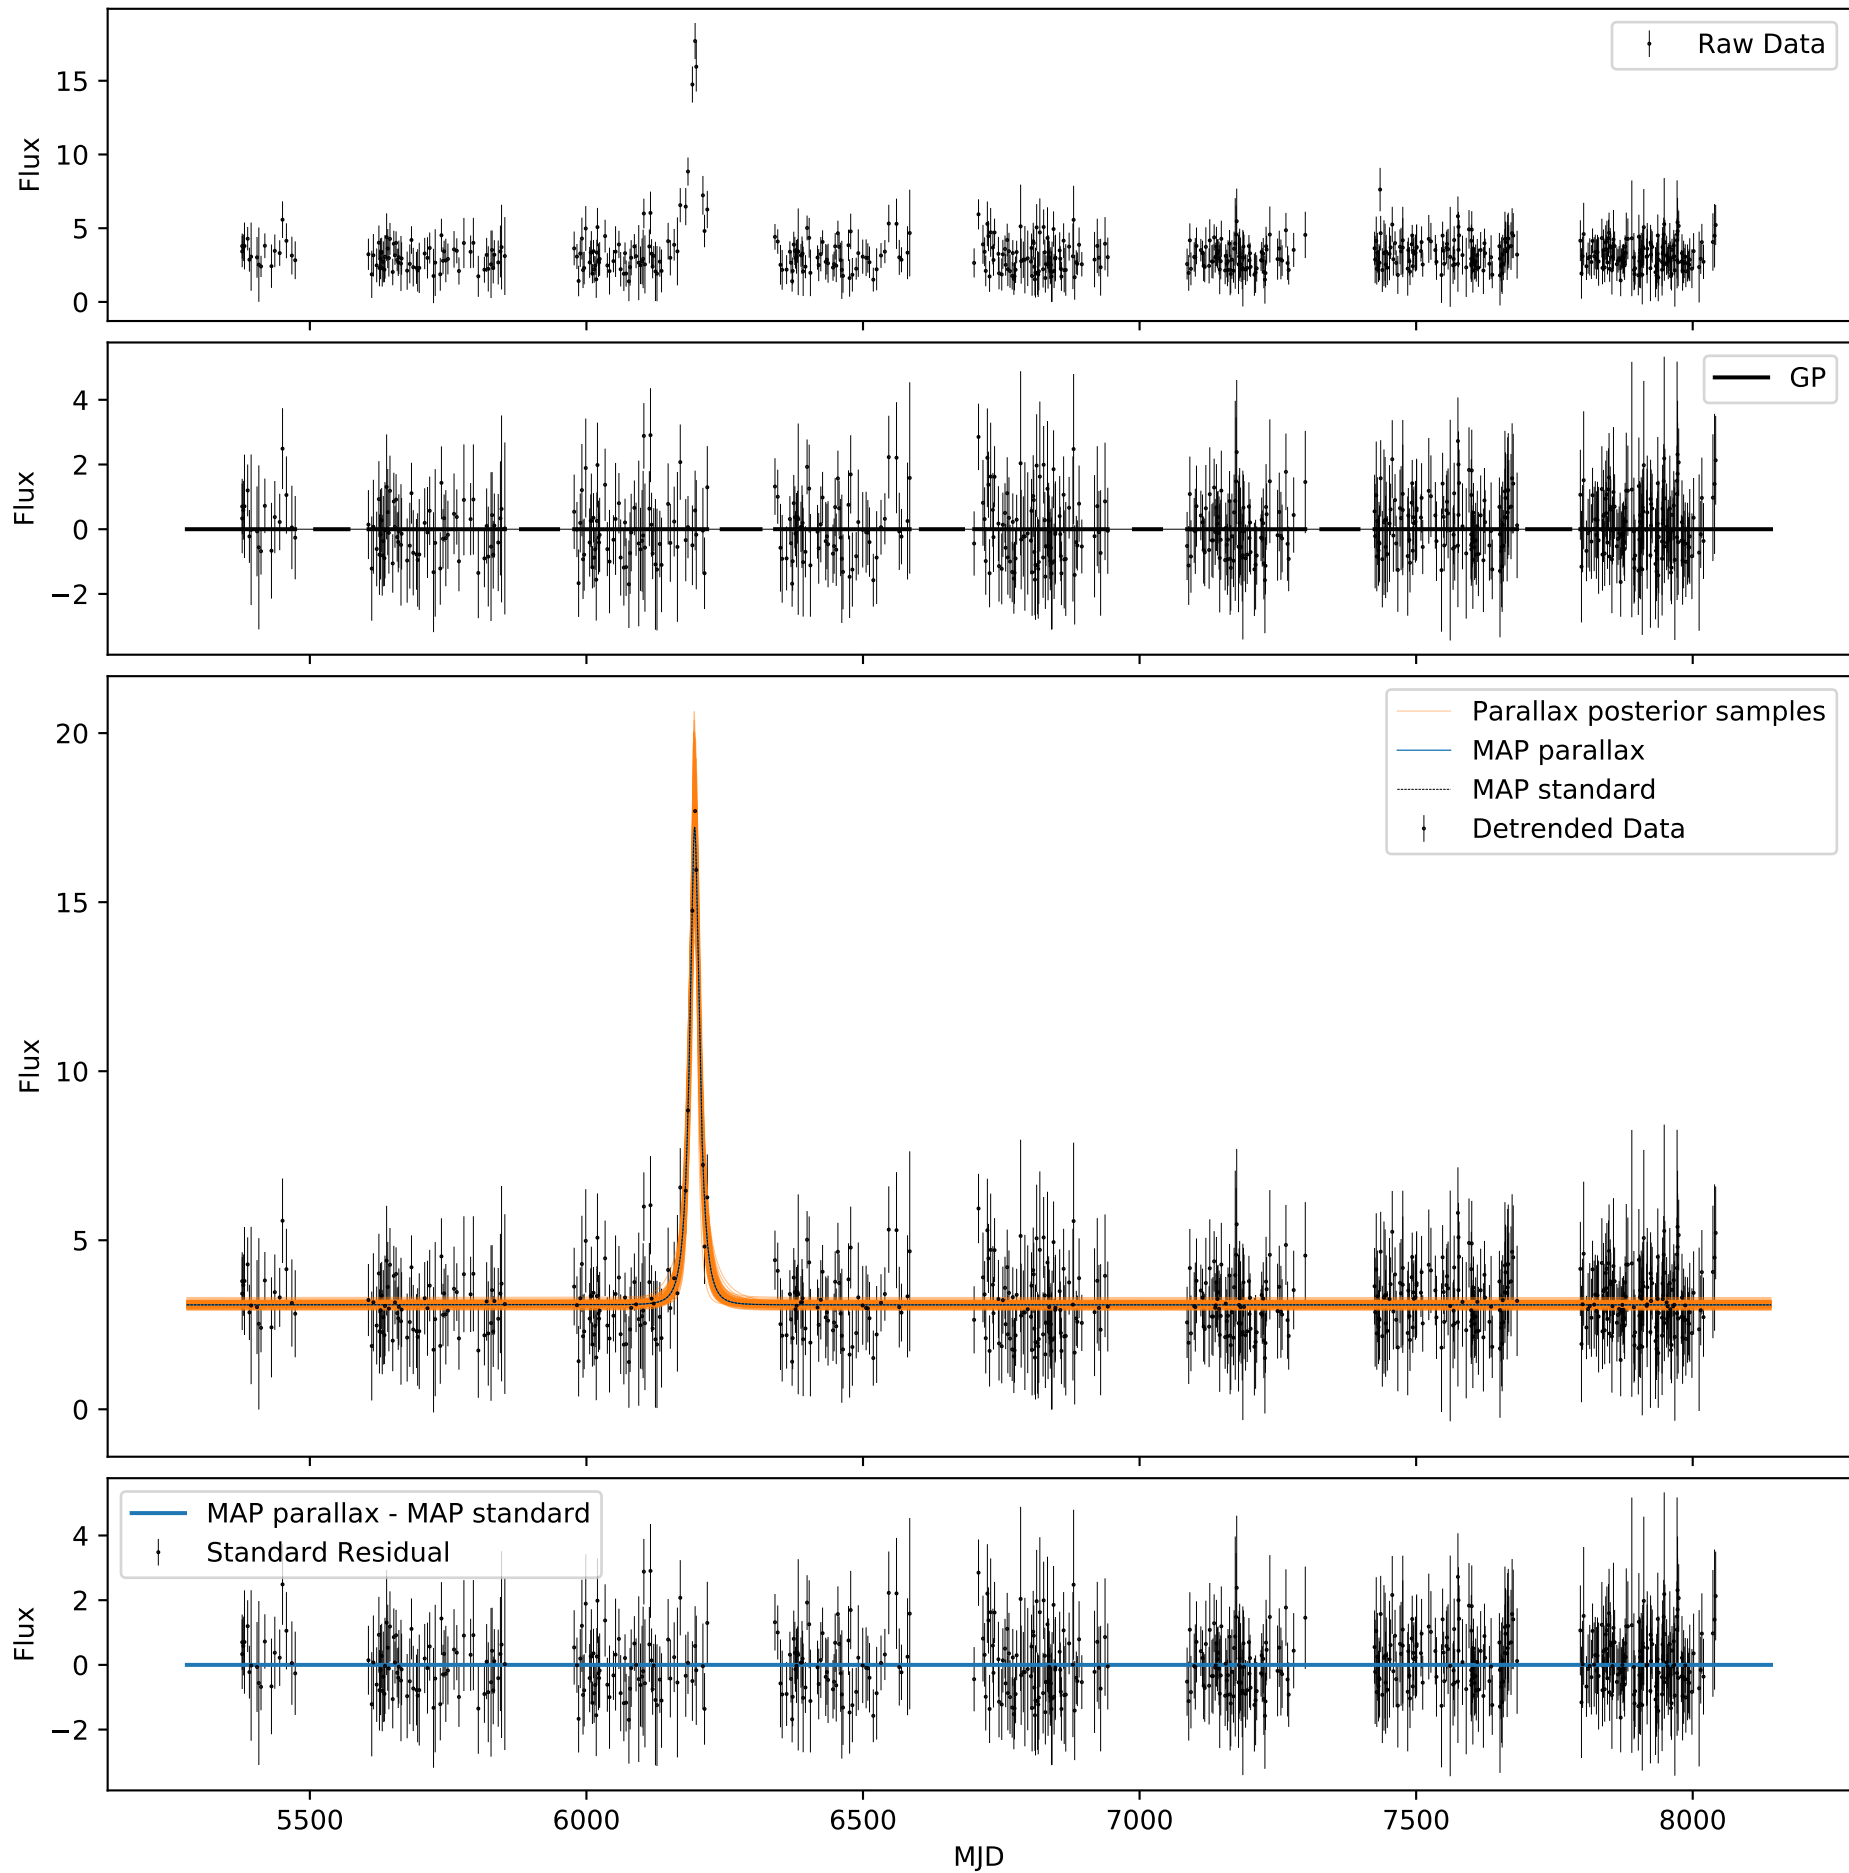 Raw Data
Flux
15
10
5
0
GP
Flux
4
2
0
−2
Parallax posterior samples
MAP parallax
MAP standard
Detrended Data
Flux
20
15
10
5
0
MAP parallax - MAP standard
Standard Residual
Flux
4
2
0
−2
5500 6000 6500 7000 7500 8000
MJD